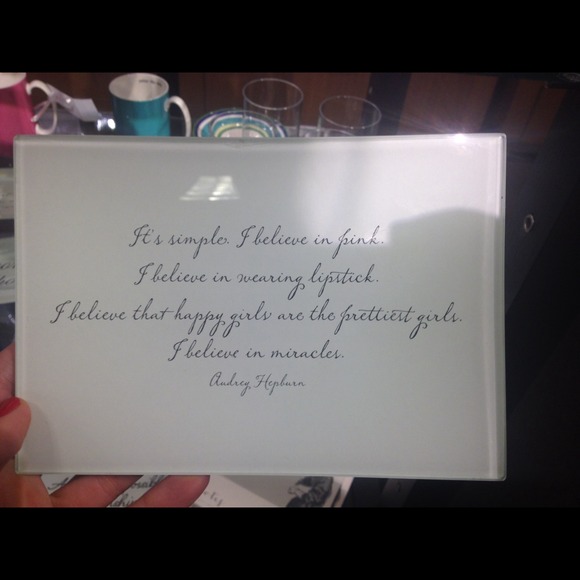 It's simple. I believe in pink.
I believe in wearing lipstick.
I believe that happy girls are the prettiest girls.
I believe in miracles.
Audrey Hepburn